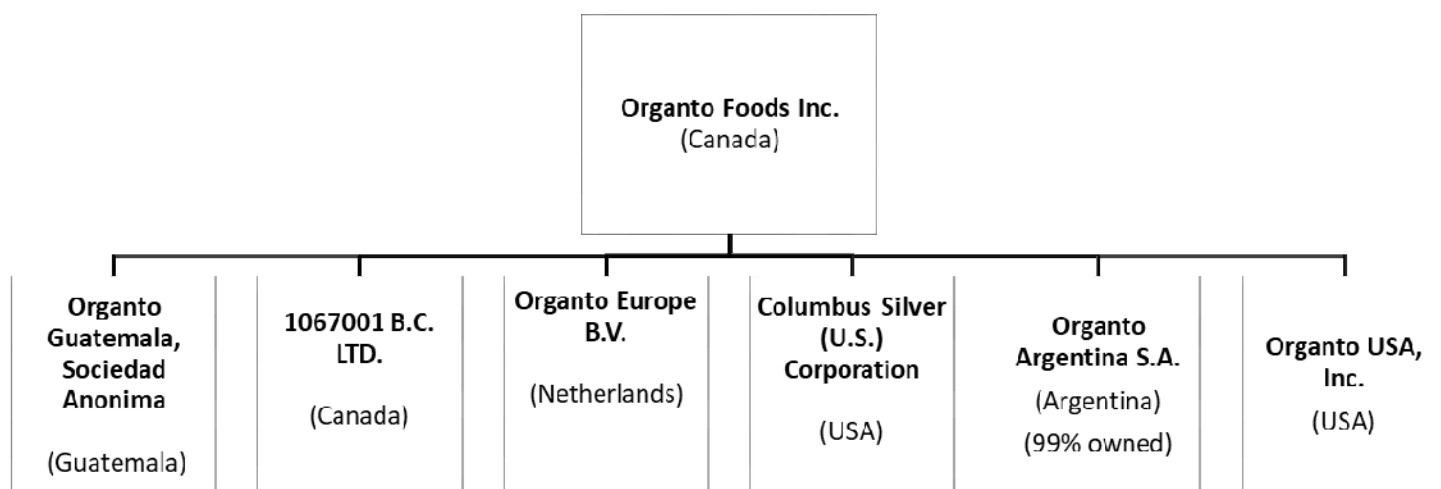 Organto Foods Inc.
(Canada)
Organto
Guatemala,
Sociedad
Anonima
(Guatemala)
1067001 B.C.
LTD.
(Canada)
Organto Europe
B.V.
(Netherlands)
Columbus Silver
(U.S.)
Corporation
(USA)
Organto
Argentina S.A.
(Argentina)
(99% owned)
Organto USA,
Inc.
(USA)